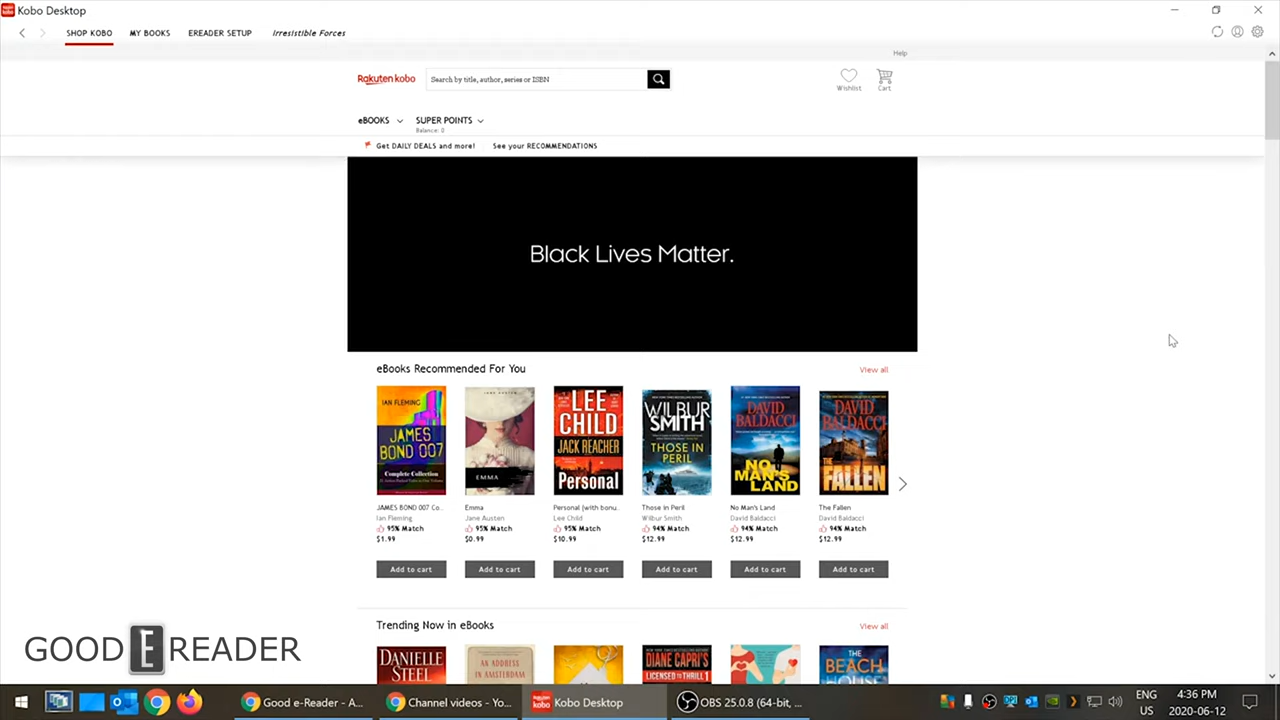 Kobo Desktop
SHOP KOBO MY BOOKS EREADER SETUP Irresistible Forces
Help
Rakuten kobo Search by title, author, series or ISBN
Wishlist Cart
eBOOKS SUPER POINTS
Balance: 0
Get DAILY DEALS and more! See your RECOMMENDATIONS
Black Lives Matter.
eBooks Recommended For You View all
IAN FLEMING
JAMES BOND 007
Complete Collection
JANE AUSTEN
EMMA
LEE CHILD
JACK REACHER
Personal
WILBUR SMITH
THOSE IN PERIL
DAVID BALDACCI
NO MAN'S LAND
DAVID BALDACCI
THE FALLEN
JAMES BOND 007 Co... Emma Personal (with bonu... Those in Peril No Man's Land The Fallen
Ian Fleming Jane Austen Lee Child Wilbur Smith David Baldacci David Baldacci
95% Match 95% Match 95% Match 94% Match 94% Match 94% Match
$1.99 $0.99 $10.99 $12.99 $12.99 $12.99
Add to cart Add to cart Add to cart Add to cart Add to cart Add to cart
Trending Now in eBooks View all
DANIELLE STEEL
AN ADDRESS IN AMSTERDAM
DIANE CAPRI'S
LICENSED TO THRILL 1
THE BEACH HOUSE
GOOD E READER
Good e-Reader - A... Channel videos - Yo... Kobo Desktop OBS 25.0.8 (64-bit, ...
ENG US
4:36 PM
2020-06-12